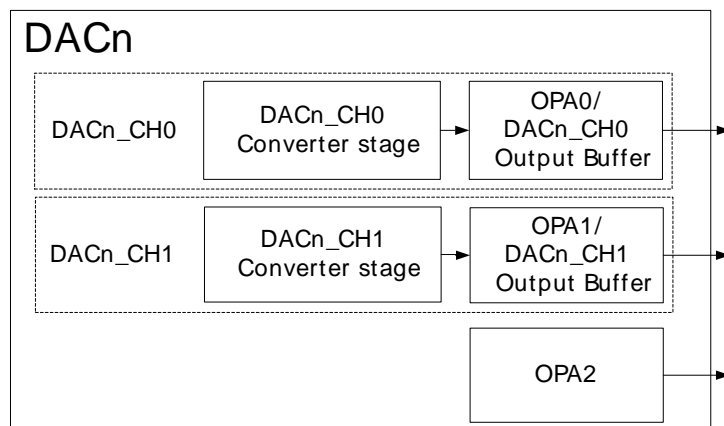 DACn
DACn_CH0
DACn_CH0
Converter stage
OPA0/
DACn_CH0
Output Buffer
DACn_CH1
DACn_CH1
Converter stage
OPA1/
DACn_CH1
Output Buffer
OPA2